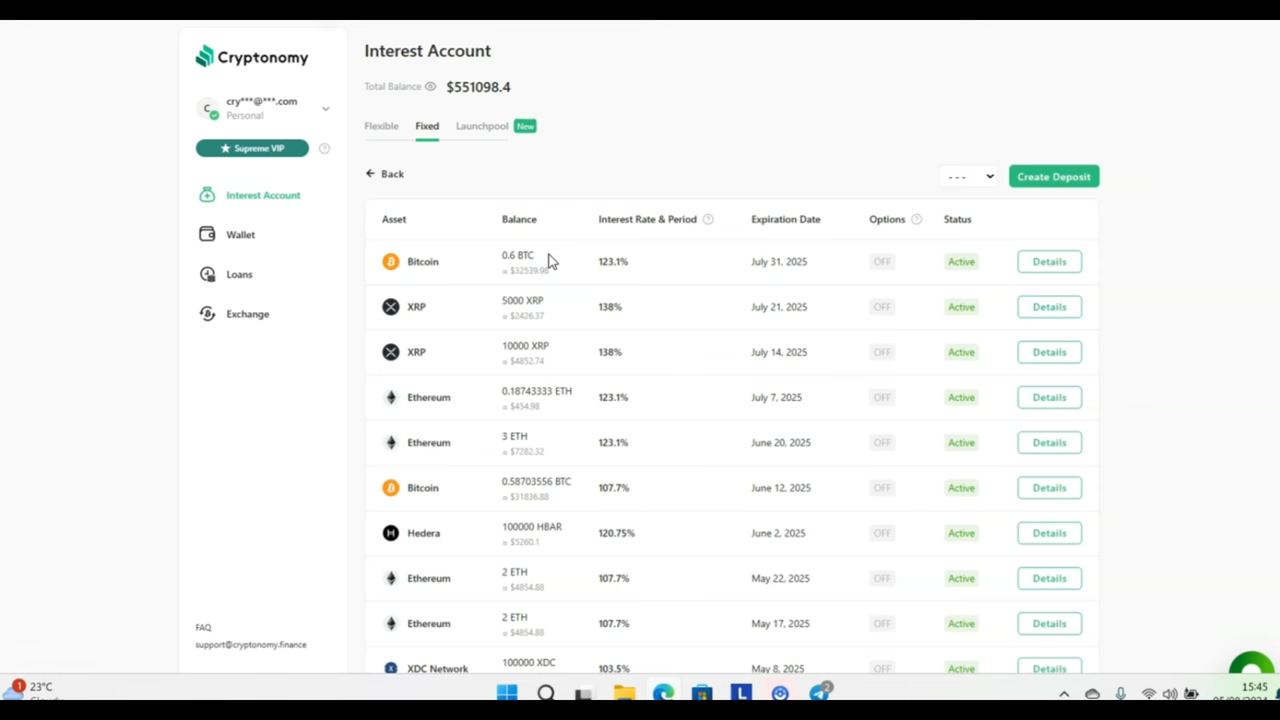 Cryptonomy
C
cry***@***.com
Personal
★ Supreme VIP
?
Interest Account
Wallet
Loans
Exchange
FAQ
support@cryptonomy.finance
Interest Account
Total Balance $551098.4
Flexible Fixed Launchpool New
← Back
- - -
Create Deposit
Asset Balance Interest Rate & Period ? Expiration Date Options ? Status
Bitcoin 0.6 BTC 123.1% July 31, 2025 OFF Active Details
≈ $32539.98
XRP 5000 XRP 138% July 21, 2025 OFF Active Details
≈ $2426.37
XRP 10000 XRP 138% July 14, 2025 OFF Active Details
≈ $4852.74
Ethereum 0.18743333 ETH 123.1% July 7, 2025 OFF Active Details
≈ $454.98
Ethereum 3 ETH 123.1% June 20, 2025 OFF Active Details
≈ $7282.32
Bitcoin 0.58703556 BTC 107.7% June 12, 2025 OFF Active Details
≈ $31836.88
Hedera 100000 HBAR 120.75% June 2, 2025 OFF Active Details
≈ $5260.1
Ethereum 2 ETH 107.7% May 22, 2025 OFF Active Details
≈ $4854.88
Ethereum 2 ETH 107.7% May 17, 2025 OFF Active Details
≈ $4854.88
XDC Network 100000 XDC 103.5% May 8, 2025 OFF Active Details
1
23°C
L
2
15:45